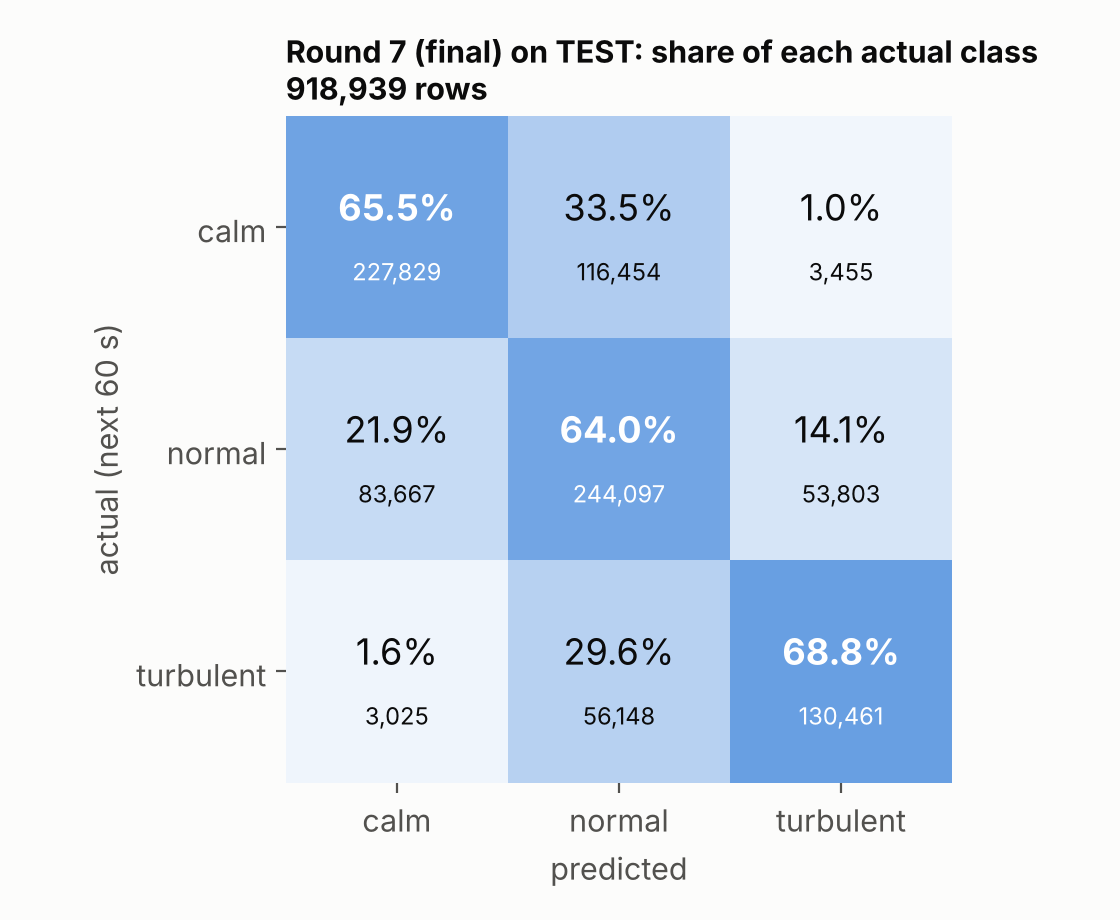 Round 7 (final) on TEST: share of each actual class
918,939 rows
65.5% 33.5% 1.0%
calm
227,829 116,454 3,455
actual (next 60 s)
21.9% 64.0% 14.1%
normal
83,667 244,097 53,803
1.6% 29.6% 68.8%
turbulent
3,025 56,148 130,461
calm normal turbulent
predicted